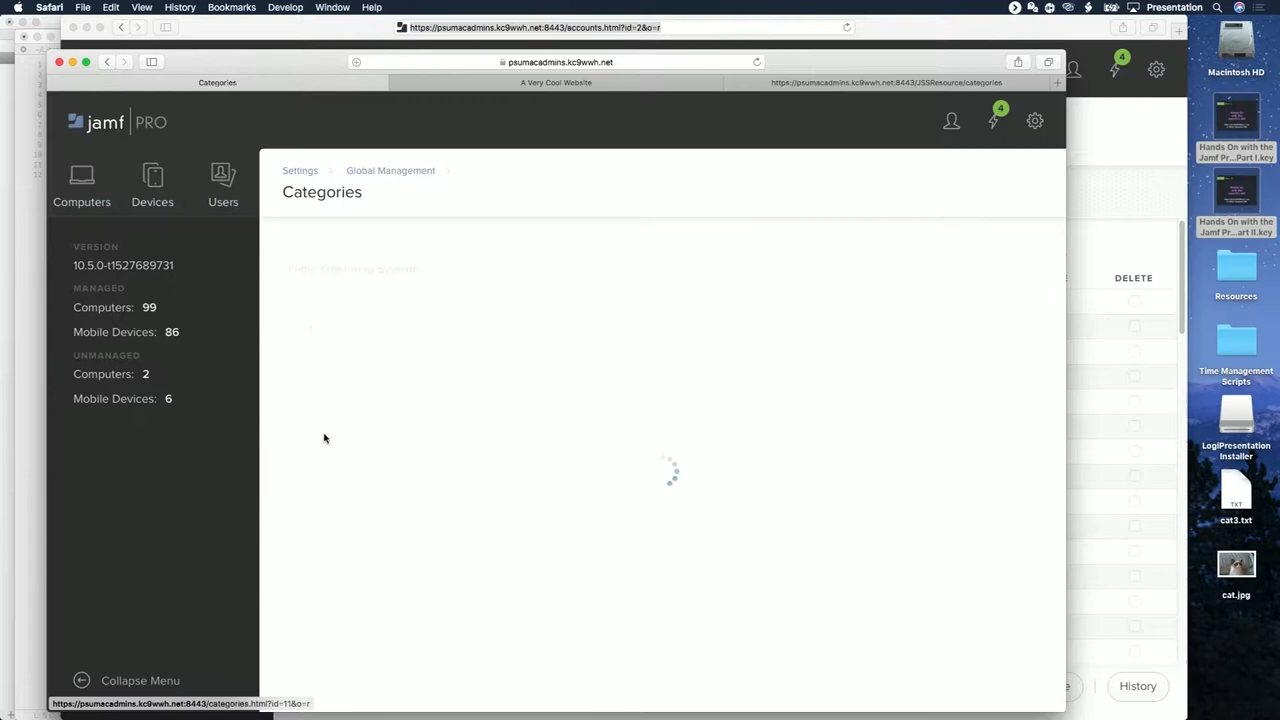 Safari File Edit View History Bookmarks Develop Window Help
Presentation
https://psumacadmins.kc9wwh.net:8443/accounts.html?id=2&o=r
psumacadmins.kc9wwh.net
Categories
A Very Cool Website
https://psumacadmins.kc9wwh.net:8443/JSSResource/categories
jamf PRO
4
4
Computers
Devices
Users
Settings
Global Management
Categories
VERSION
10.5.0-t1527689731
MANAGED
Computers: 99
Mobile Devices: 86
UNMANAGED
Computers: 2
Mobile Devices: 6
Collapse Menu
https://psumacadmins.kc9wwh.net:8443/categories.html?id=11&o=r
DELETE
History
Macintosh HD
Hands On with the
Jamf Pr...Part I.key
Hands On with the
Jamf Pr...art II.key
Resources
Time Management
Scripts
LogiPresentation
Installer
TXT
cat3.txt
cat.jpg